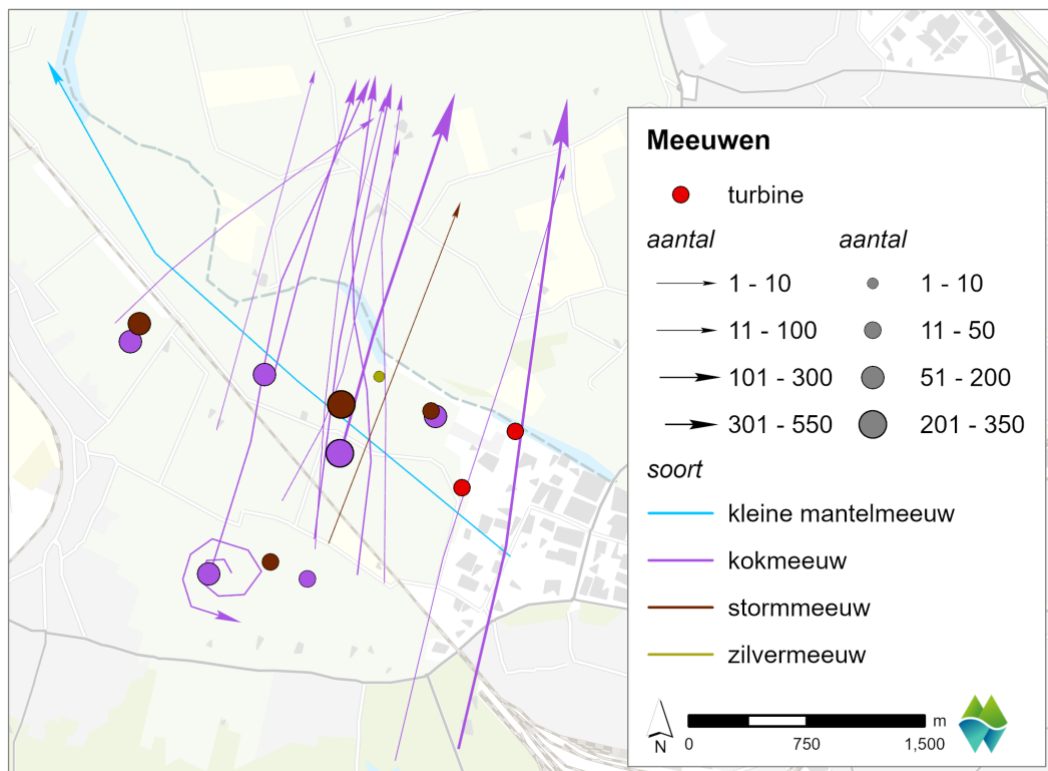 Meeuwen
turbine
aantal aantal
1 - 10 1 - 10
11 - 100 11 - 50
101 - 300 51 - 200
301 - 550 201 - 350
soort
kleine mantelmeeuw
kokmeeuw
stormmeeuw
zilvermeeuw
N
m
0 750 1,500